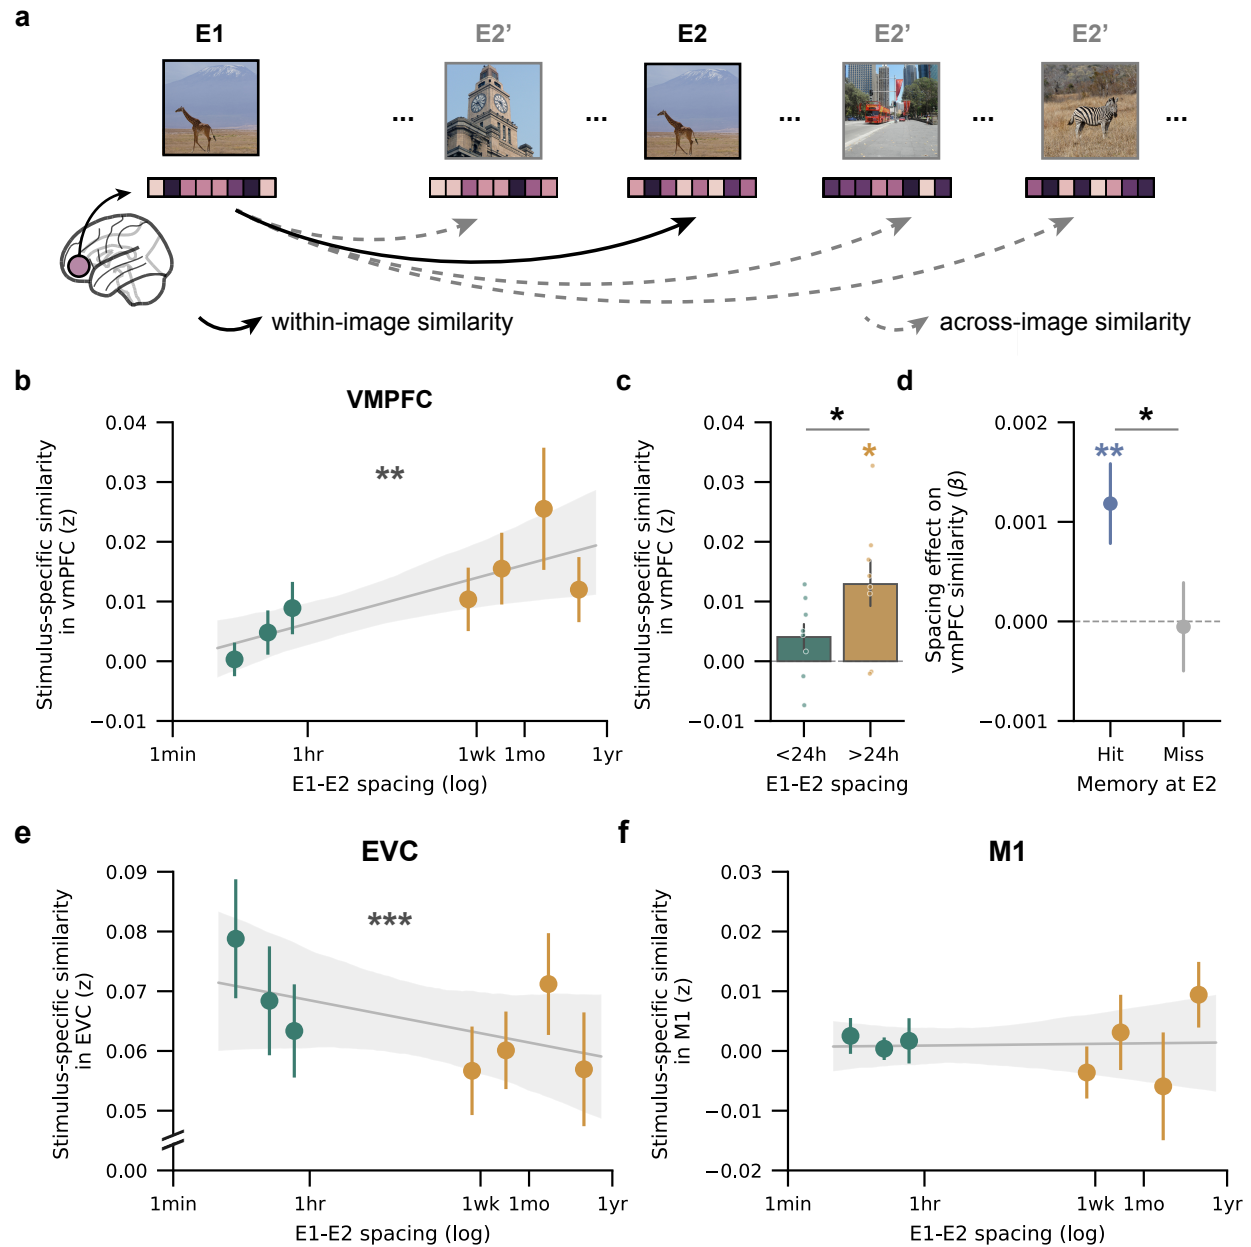 a
E1
E2’
E2
E2’
E2’
...
...
...
...
...
within-image similarity
across-image similarity
b
VMPFC
Stimulus-specific similarity
in vmPFC (z)
0.04
0.03
0.02
0.01
0.00
−0.01
**
1min
1hr
1wk
1mo
1yr
E1-E2 spacing (log)
c
Stimulus-specific similarity
in vmPFC (z)
0.04
0.03
0.02
0.01
0.00
−0.01
*
*
<24h
>24h
E1-E2 spacing
d
Spacing effect on
vmPFC similarity (β)
0.002
0.001
0.000
−0.001
*
**
Hit
Miss
Memory at E2
e
EVC
Stimulus-specific similarity
in EVC (z)
0.09
0.08
0.07
0.06
0.05
0.00
***
1min
1hr
1wk
1mo
1yr
E1-E2 spacing (log)
f
M1
Stimulus-specific similarity
in M1 (z)
0.03
0.02
0.01
0.00
−0.01
−0.02
1min
1hr
1wk
1mo
1yr
E1-E2 spacing (log)